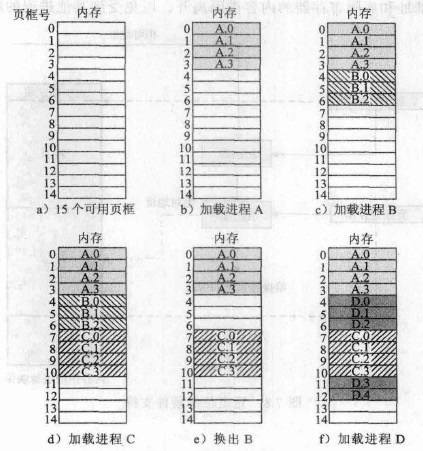 页框号
内存
0
1
2
3
4
5
6
7
8
9
10
11
12
13
14
a) 15 个可用页框
内存
0 A.0
1 A.1
2 A.2
3 A.3
4
5
6
7
8
9
10
11
12
13
14
b) 加载进程 A
内存
0 A.0
1 A.1
2 A.2
3 A.3
4 B.0
5 B.1
6 B.2
7
8
9
10
11
12
13
14
c) 加载进程 B
内存
0 A.0
1 A.1
2 A.2
3 A.3
4 B.0
5 B.1
6 B.2
7 C.0
8 C.1
9 C.2
10 C.3
11
12
13
14
d) 加载进程 C
内存
0 A.0
1 A.1
2 A.2
3 A.3
4
5
6
7 C.0
8 C.1
9 C.2
10 C.3
11
12
13
14
e) 换出 B
内存
0 A.0
1 A.1
2 A.2
3 A.3
4 D.0
5 D.1
6 D.2
7 C.0
8 C.1
9 C.2
10 C.3
11 D.3
12 D.4
13
14
f) 加载进程 D